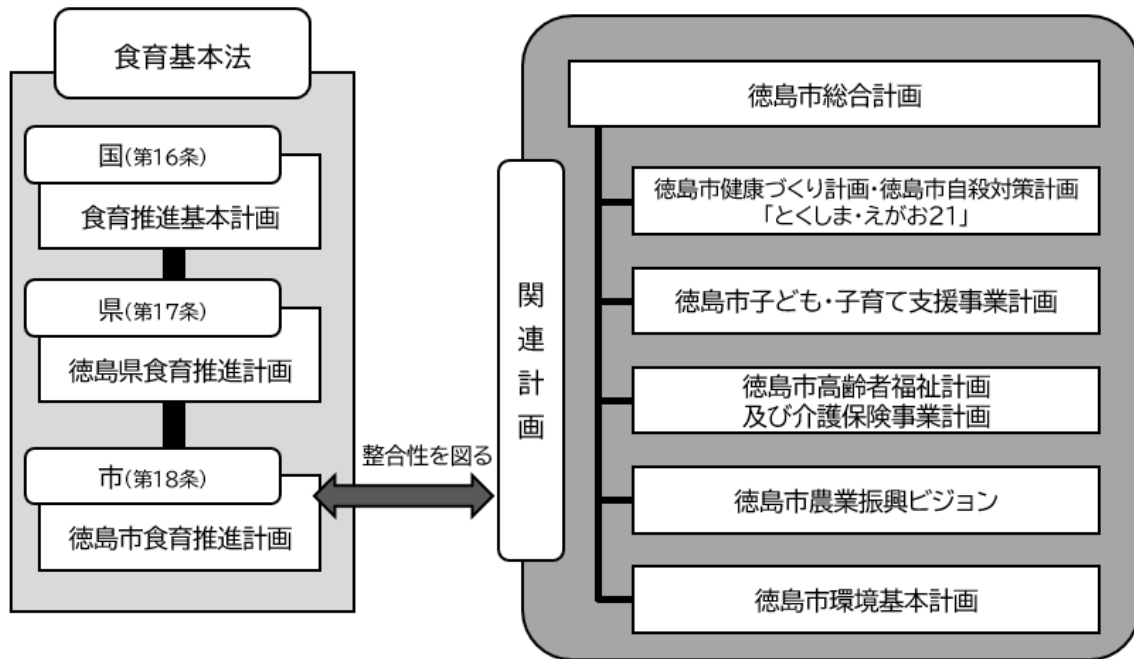 食育基本法
国(第16条)
食育推進基本計画
県(第17条)
徳島県食育推進計画
市(第18条)
徳島市食育推進計画
整合性を図る
関連計画
徳島市総合計画
徳島市健康づくり計画・徳島市自殺対策計画
「とくしま・えがお21」
徳島市子ども・子育て支援事業計画
徳島市高齢者福祉計画
及び介護保険事業計画
徳島市農業振興ビジョン
徳島市環境基本計画